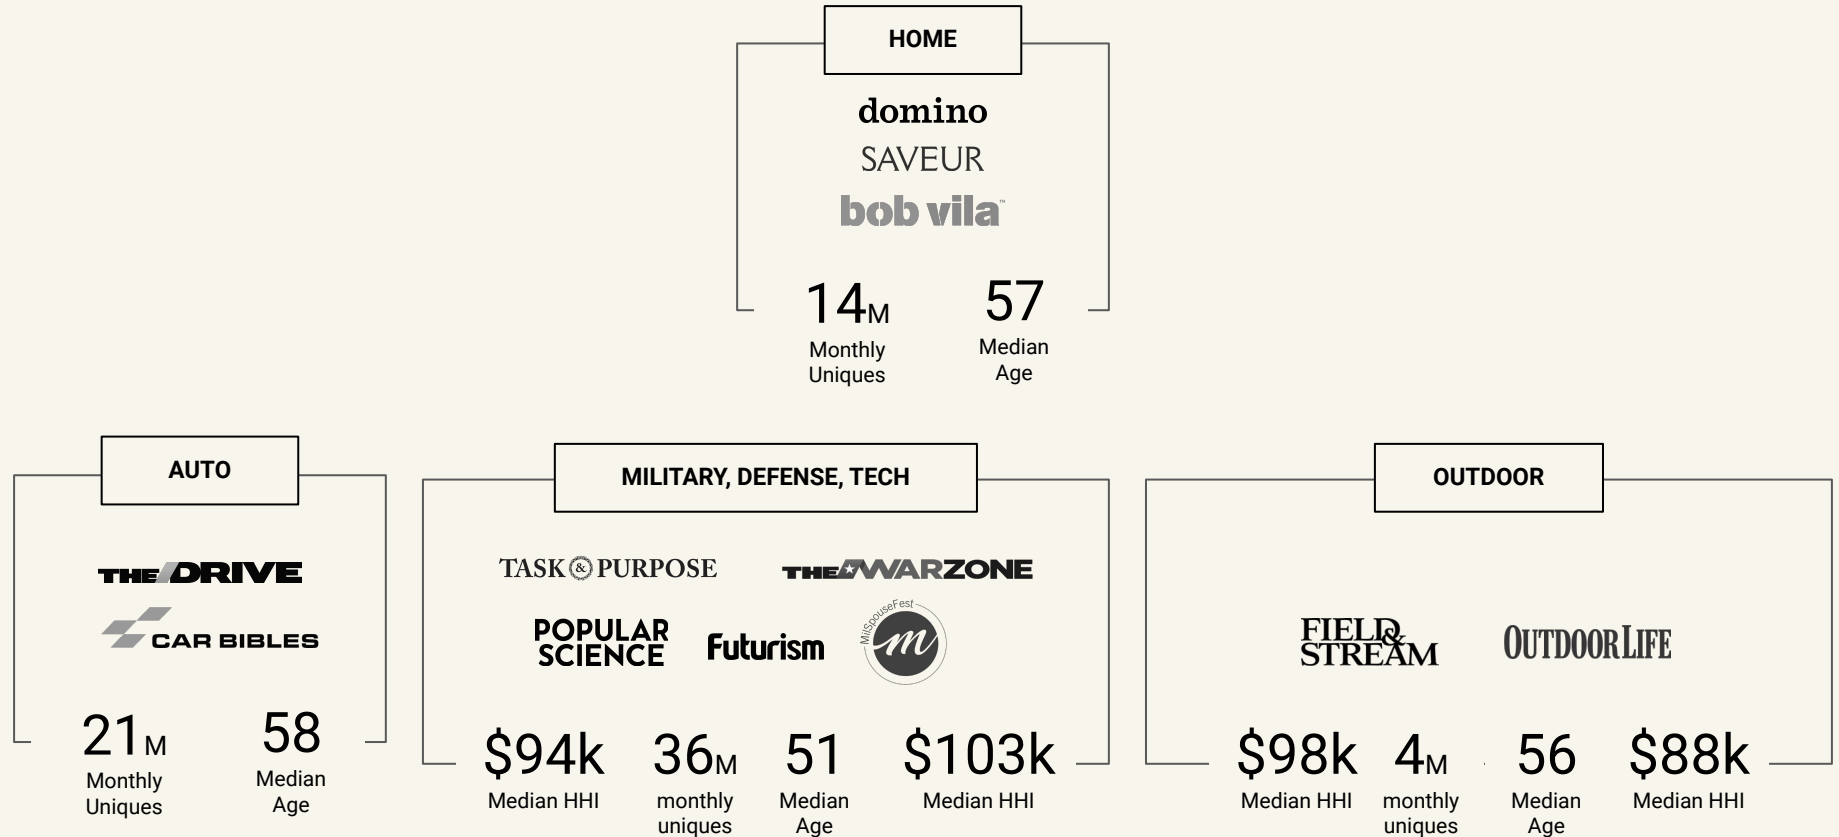 HOME
domino
SAVEUR
bob vila™
14M
Monthly
Uniques
57
Median
Age
AUTO
THE DRIVE
CAR BIBLES
21M
Monthly
Uniques
58
Median
Age
MILITARY, DEFENSE, TECH
TASK & PURPOSE
THE WARZONE
POPULAR
SCIENCE
Futurism
MilSpouseFest
m
$94k
Median HHI
36M
monthly
uniques
51
Median
Age
$103k
Median HHI
OUTDOOR
FIELD &
STREAM
OUTDOOR LIFE
$98k
Median HHI
4M
monthly
uniques
56
Median
Age
$88k
Median HHI